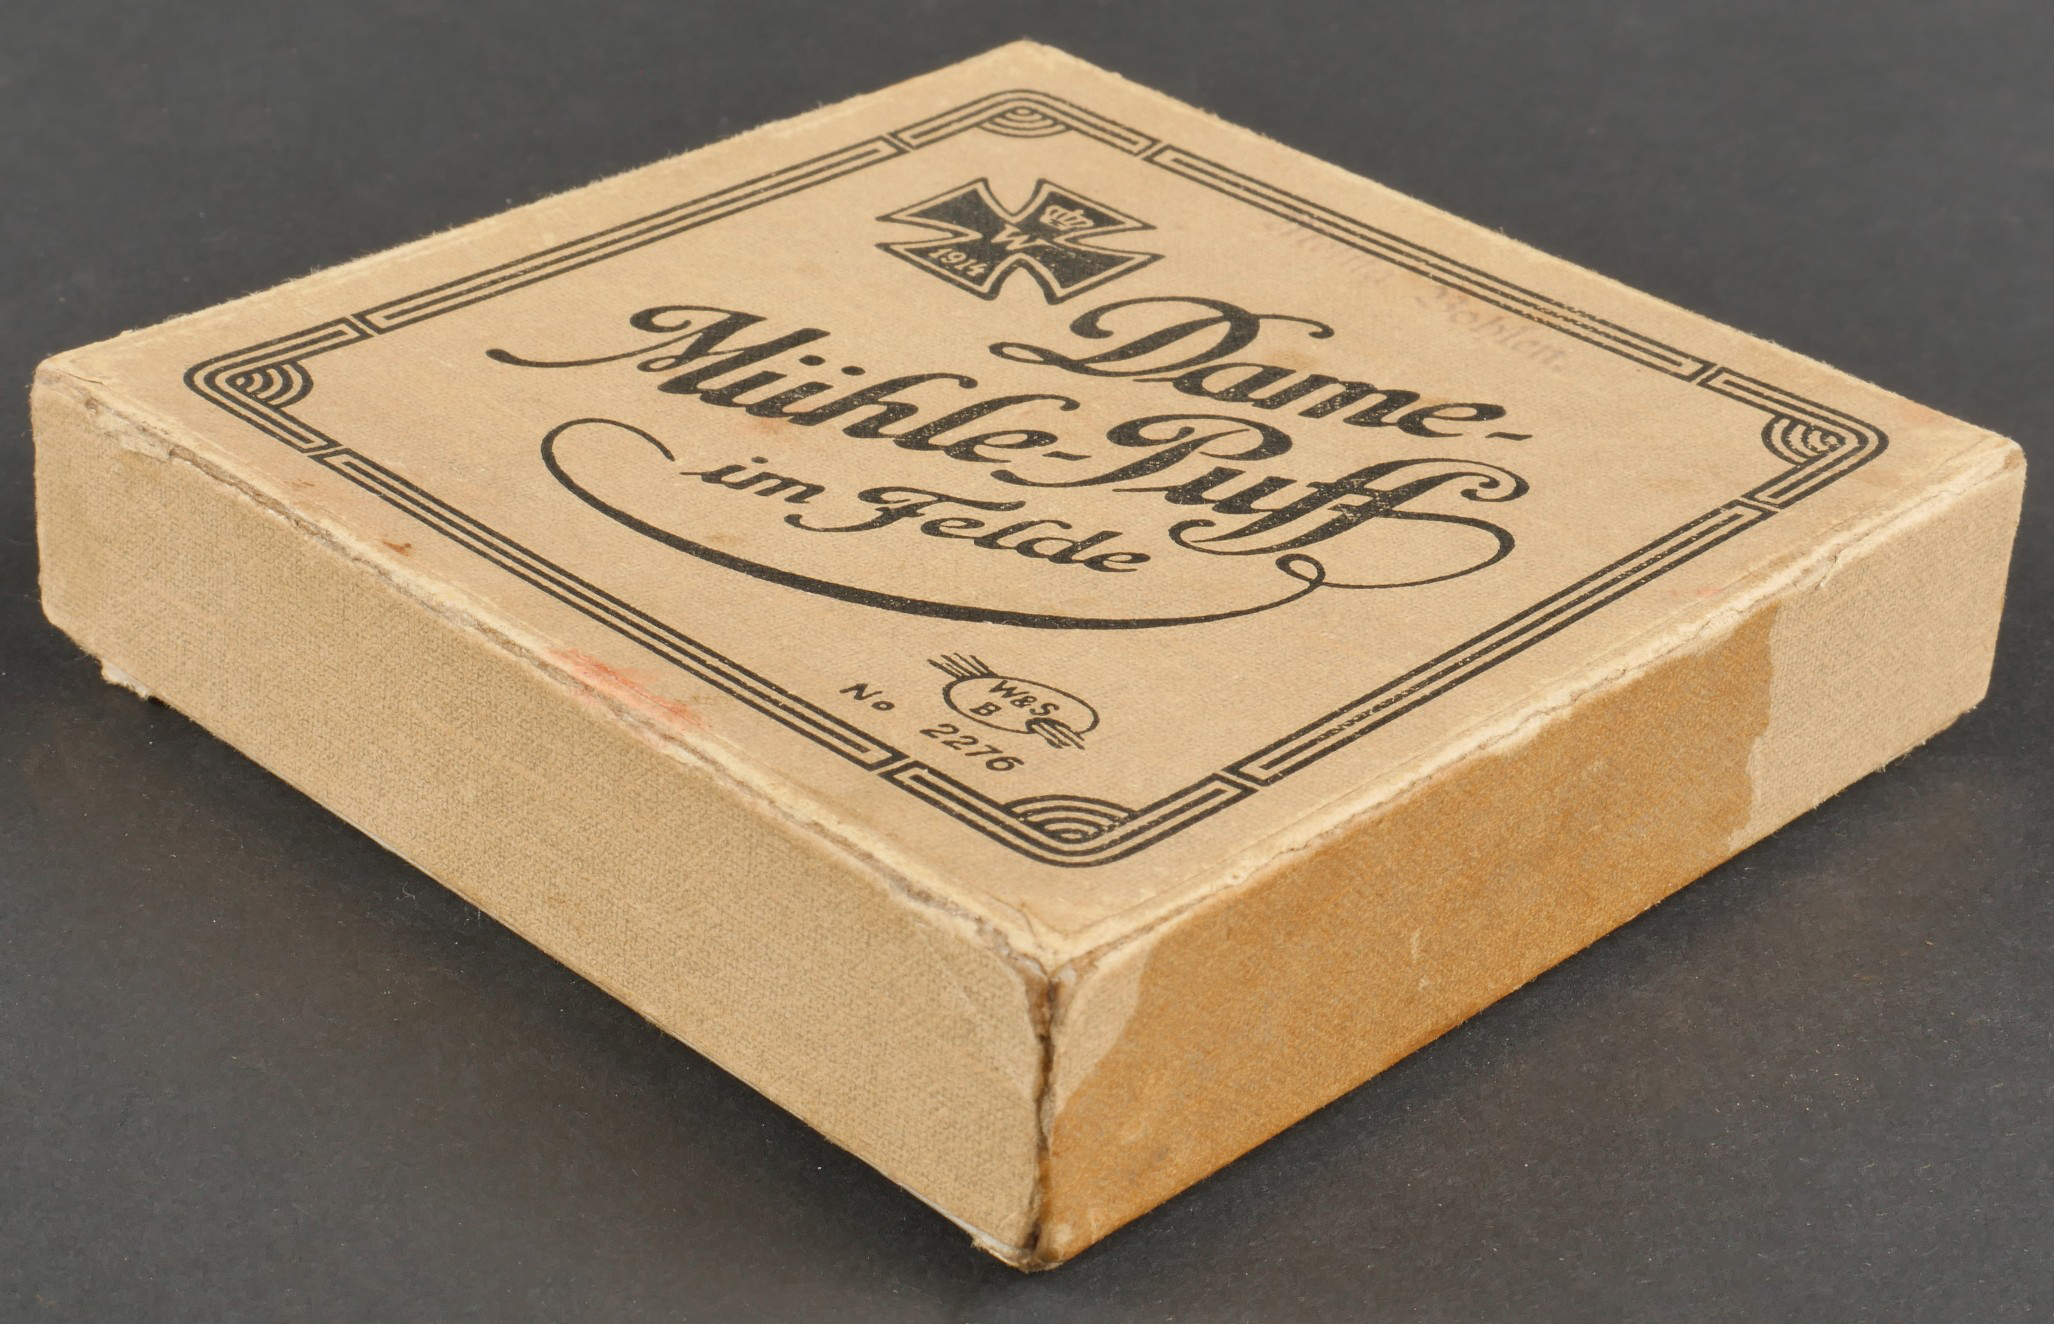 W
1914
Dame-
Mühle-Puff
im Felde
W&S
B
No 2276